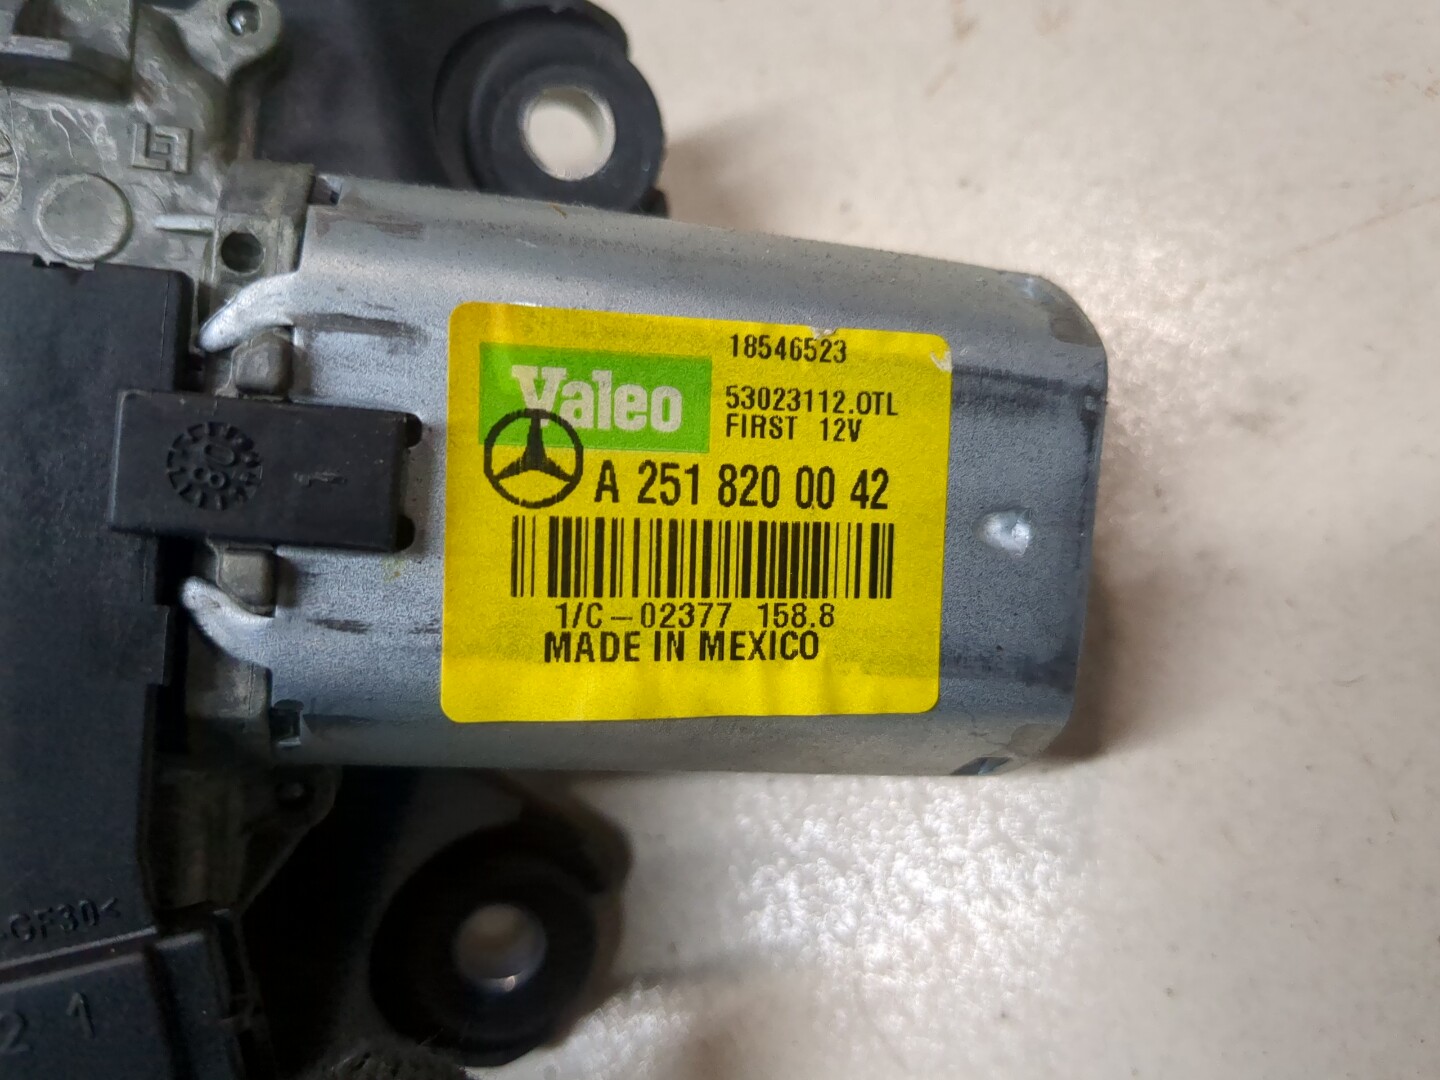 18546523
Valeo
53023112.OTL
FIRST 12V
A 251 820 00 42
1/C-02377 158.8
MADE IN MEXICO
GF30<
2 1